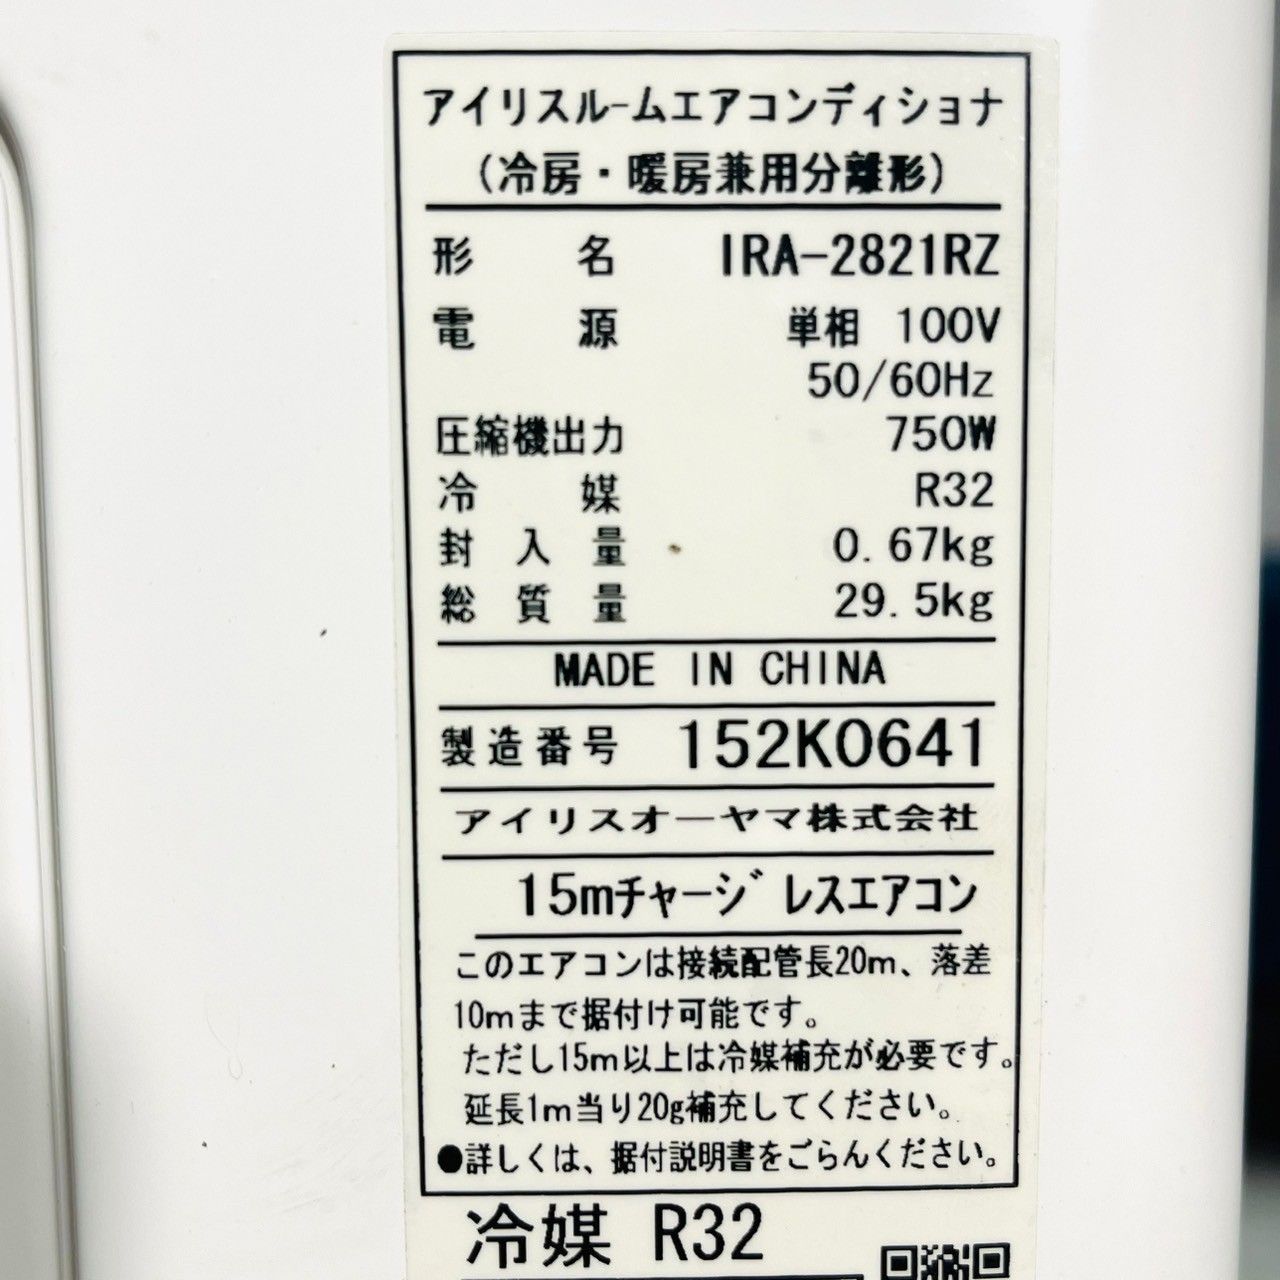 アイリスルームエアコンディショナ
(冷房・暖房兼用分離形)
形名 IRA-2821RZ
電源 単相 100V
50/60Hz
圧縮機出力 750W
冷媒 R32
封入量 0.67kg
総質量 29.5kg
MADE IN CHINA
製造番号 152K0641
アイリスオーヤマ株式会社
15mチャージレスエアコン
このエアコンは接続配管長20m、落差
10mまで据付け可能です。
ただし15m以上は冷媒補充が必要です。
延長1m当り20g補充してください。
●詳しくは、据付説明書をごらんください。
冷媒 R32